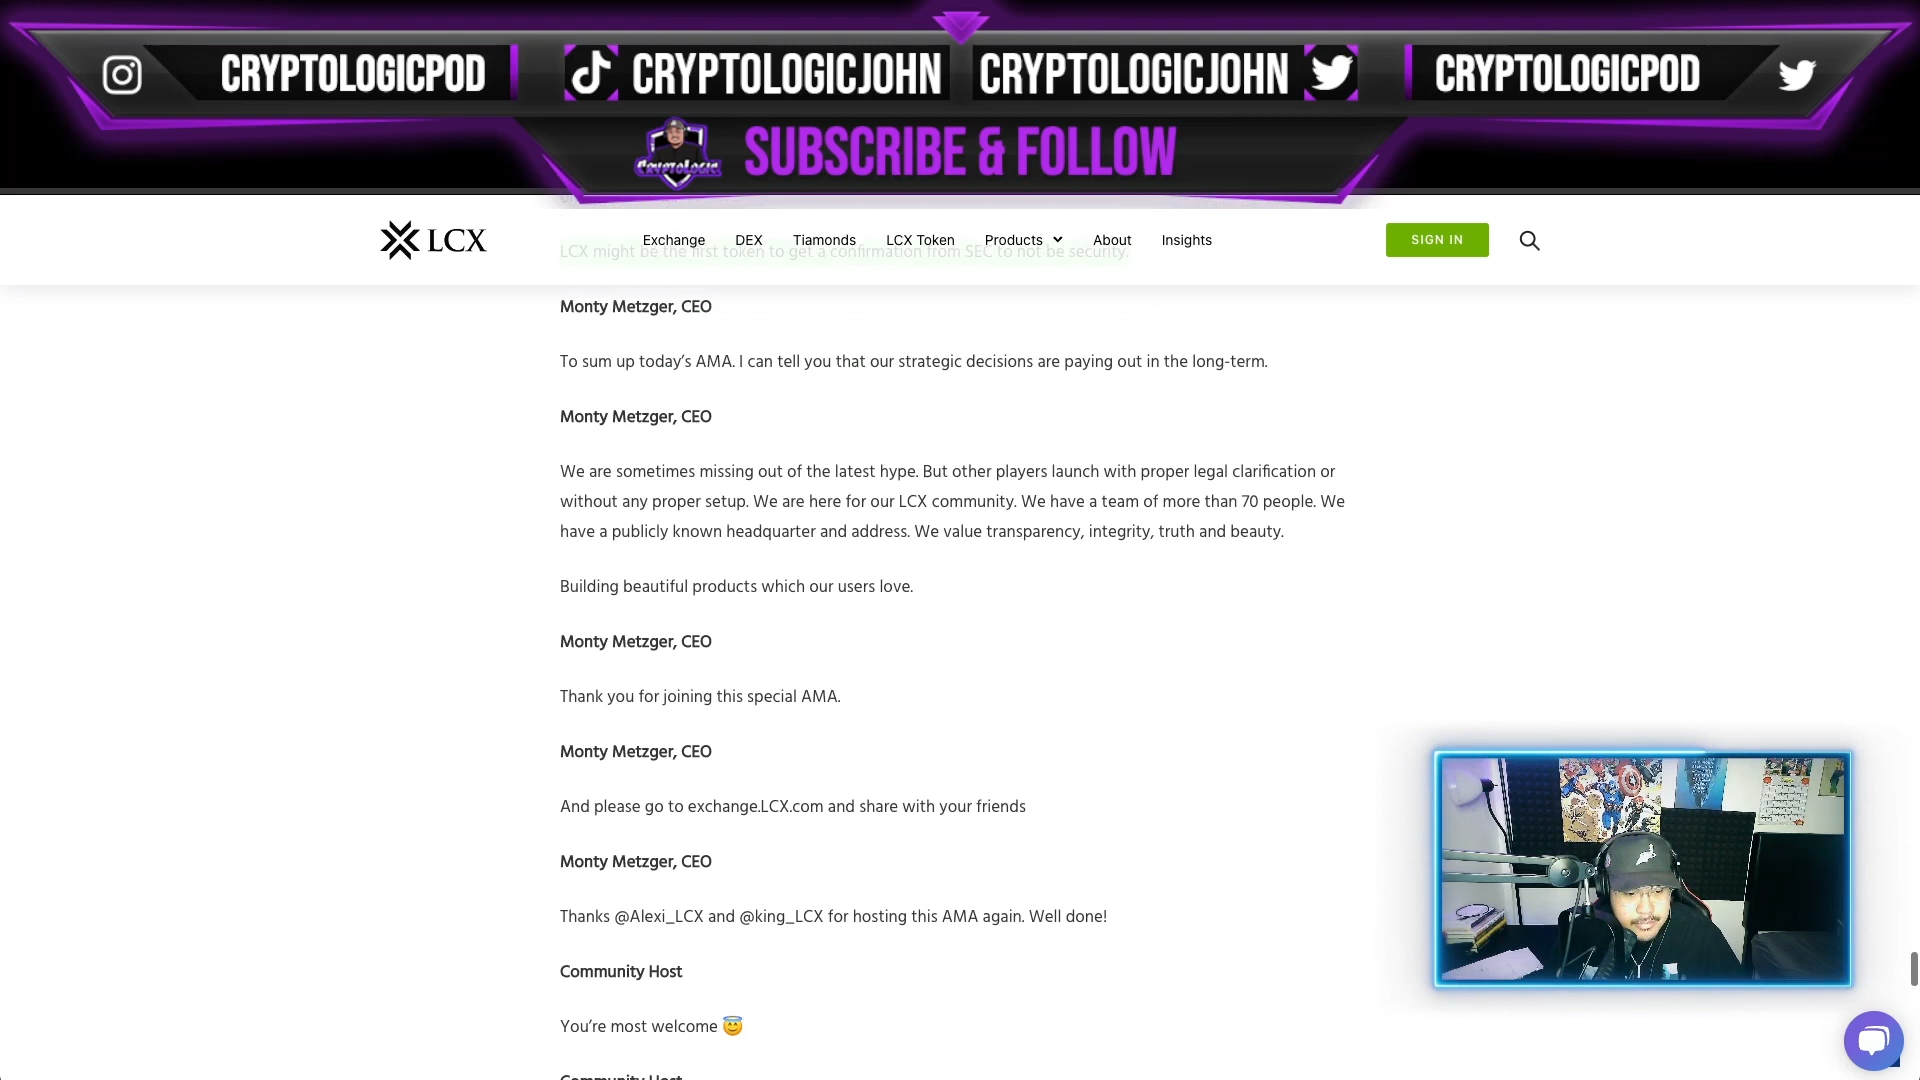 CRYPTOLOGICPOD
CRYPTOLOGICJOHN
CRYPTOLOGICJOHN
CRYPTOLOGICPOD
CRYPTOLOGIC
SUBSCRIBE & FOLLOW
LCX
Exchange
DEX
Tiamonds
LCX Token
Products
About
Insights
SIGN IN
LCX might be the first token to get a confirmation from SEC to not be security.
Monty Metzger, CEO
To sum up today’s AMA. I can tell you that our strategic decisions are paying out in the long-term.
Monty Metzger, CEO
We are sometimes missing out of the latest hype. But other players launch with proper legal clarification or
without any proper setup. We are here for our LCX community. We have a team of more than 70 people. We
have a publicly known headquarter and address. We value transparency, integrity, truth and beauty.
Building beautiful products which our users love.
Monty Metzger, CEO
Thank you for joining this special AMA.
Monty Metzger, CEO
And please go to exchange.LCX.com and share with your friends
Monty Metzger, CEO
Thanks @Alexi_LCX and @king_LCX for hosting this AMA again. Well done!
Community Host
You’re most welcome 😇
Community Host